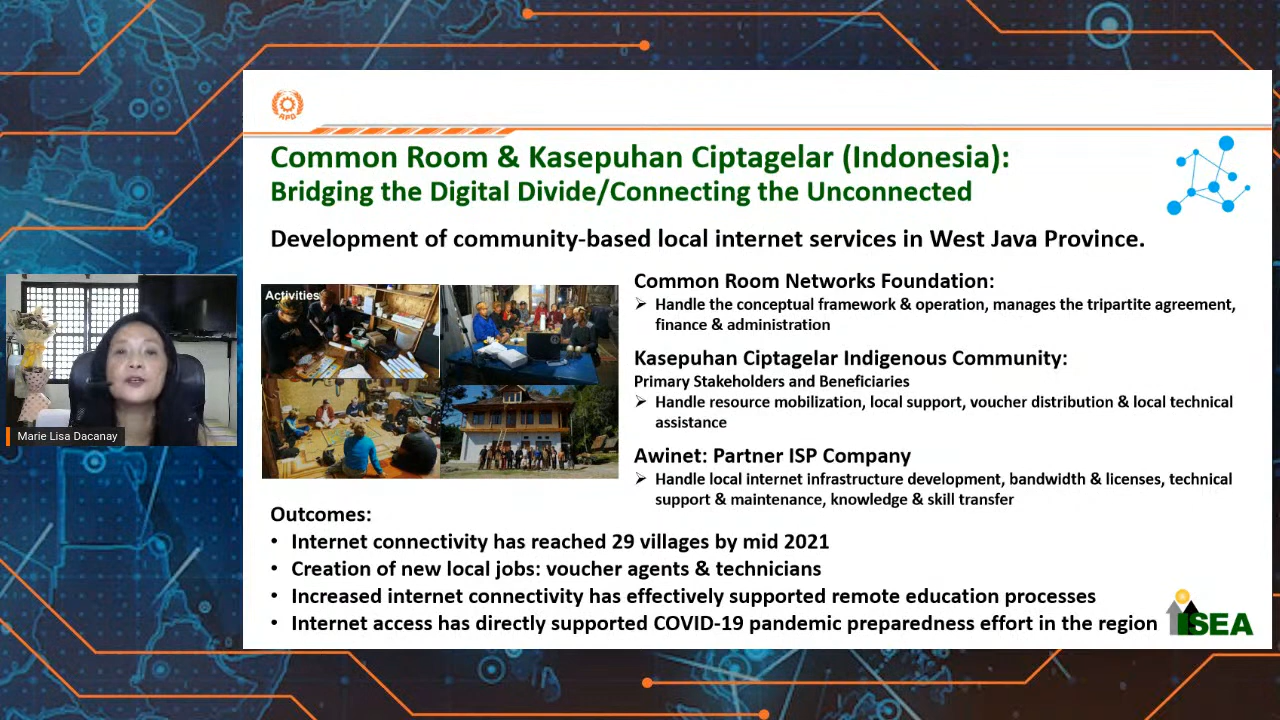 APO
Common Room & Kasepuhan Ciptagelar (Indonesia):
Bridging the Digital Divide/Connecting the Unconnected
Development of community-based local internet services in West Java Province.
Activities
Common Room Networks Foundation:
➢ Handle the conceptual framework & operation, manages the tripartite agreement,
finance & administration
Kasepuhan Ciptagelar Indigenous Community:
Primary Stakeholders and Beneficiaries
➢ Handle resource mobilization, local support, voucher distribution & local technical
assistance
Awinet: Partner ISP Company
➢ Handle local internet infrastructure development, bandwidth & licenses, technical
support & maintenance, knowledge & skill transfer
Marie Lisa Dacanay
Outcomes:
• Internet connectivity has reached 29 villages by mid 2021
• Creation of new local jobs: voucher agents & technicians
• Increased internet connectivity has effectively supported remote education processes
• Internet access has directly supported COVID-19 pandemic preparedness effort in the region
ISEA